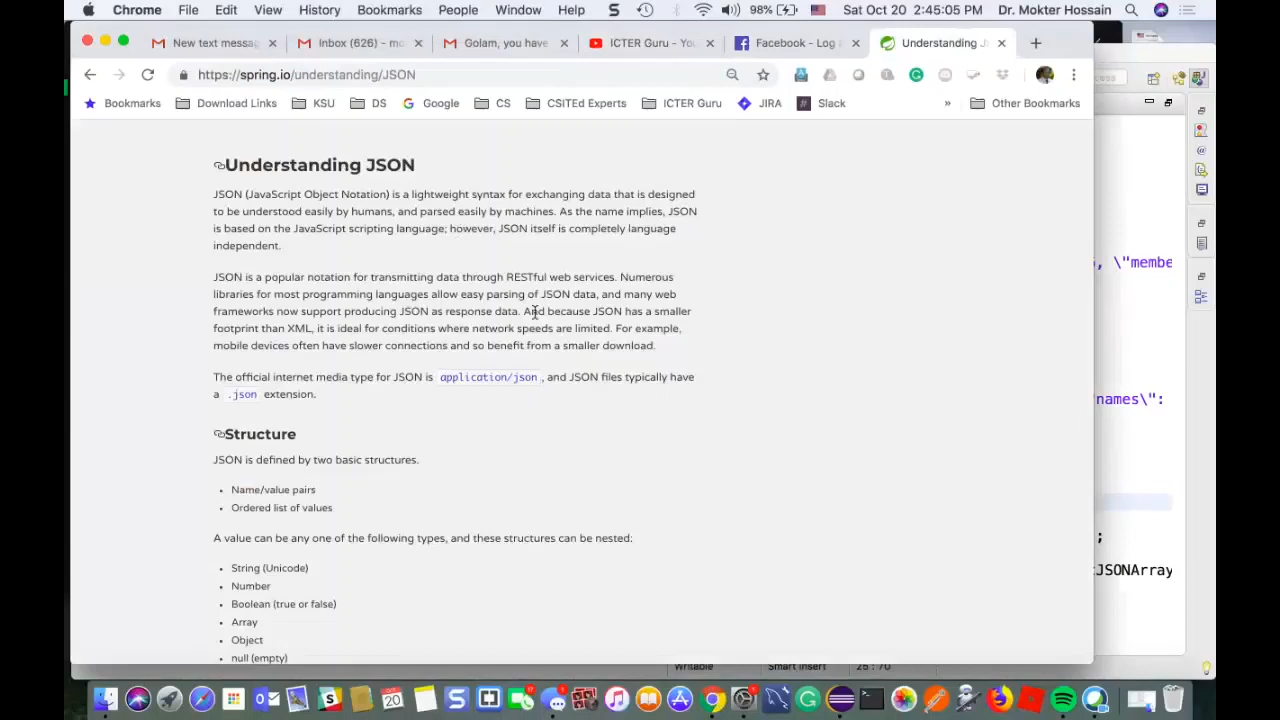 Chrome File Edit View History Bookmarks People Window Help 98% Sat Oct 20 2:45:05 PM Dr. Mokter Hossain
New text messag
Inbox (626) - m
Golam, you have
ICTER Guru - Yo
Facebook - Log
Understanding J
https://spring.io/understanding/JSON
Bookmarks Download Links KSU DS Google CS CSITEd Experts ICTER Guru JIRA Slack » Other Bookmarks
Understanding JSON
JSON (JavaScript Object Notation) is a lightweight syntax for exchanging data that is designed
to be understood easily by humans, and parsed easily by machines. As the name implies, JSON
is based on the JavaScript scripting language; however, JSON itself is completely language
independent.
JSON is a popular notation for transmitting data through RESTful web services. Numerous
libraries for most programming languages allow easy parsing of JSON data, and many web
frameworks now support producing JSON as response data. And because JSON has a smaller
footprint than XML, it is ideal for conditions where network speeds are limited. For example,
mobile devices often have slower connections and so benefit from a smaller download.
The official internet media type for JSON is application/json, and JSON files typically have
a .json extension.
Structure
JSON is defined by two basic structures.
• Name/value pairs
• Ordered list of values
A value can be any one of the following types, and these structures can be nested:
• String (Unicode)
• Number
• Boolean (true or false)
• Array
• Object
• null (empty)
, \"membe
names\":
;
JSONArray
Writable Smart Insert 25 : 70